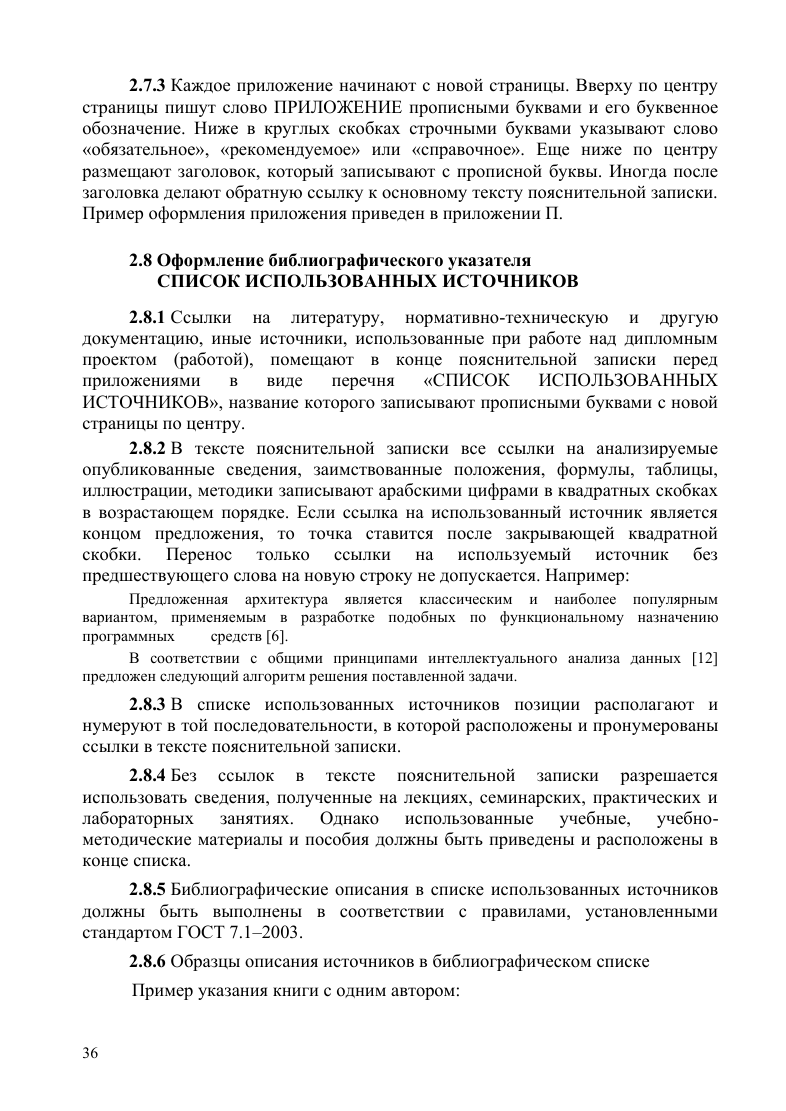 2.7.3 Каждое приложение начинают с новой страницы. Вверху по центру
страницы пишут слово ПРИЛОЖЕНИЕ прописными буквами и его буквенное
обозначение. Ниже в круглых скобках строчными буквами указывают слово
«обязательное», «рекомендуемое» или «справочное». Еще ниже по центру
размещают заголовок, который записывают с прописной буквы. Иногда после
заголовка делают обратную ссылку к основному тексту пояснительной записки.
Пример оформления приложения приведен в приложении П.
2.8 Оформление библиографического указателя
СПИСОК ИСПОЛЬЗОВАННЫХ ИСТОЧНИКОВ
2.8.1 Ссылки на литературу, нормативно-техническую и другую
документацию, иные источники, использованные при работе над дипломным
проектом (работой), помещают в конце пояснительной записки перед
приложениями в виде перечня «СПИСОК ИСПОЛЬЗОВАННЫХ
ИСТОЧНИКОВ», название которого записывают прописными буквами с новой
страницы по центру.
2.8.2 В тексте пояснительной записки все ссылки на анализируемые
опубликованные сведения, заимствованные положения, формулы, таблицы,
иллюстрации, методики записывают арабскими цифрами в квадратных скобках
в возрастающем порядке. Если ссылка на использованный источник является
концом предложения, то точка ставится после закрывающей квадратной
скобки. Перенос только ссылки на используемый источник без
предшествующего слова на новую строку не допускается. Например:
Предложенная архитектура является классическим и наиболее популярным
вариантом, применяемым в разработке подобных по функциональному назначению
программных средств [6].
В соответствии с общими принципами интеллектуального анализа данных [12]
предложен следующий алгоритм решения поставленной задачи.
2.8.3 В списке использованных источников позиции располагают и
нумеруют в той последовательности, в которой расположены и пронумерованы
ссылки в тексте пояснительной записки.
2.8.4 Без ссылок в тексте пояснительной записки разрешается
использовать сведения, полученные на лекциях, семинарских, практических и
лабораторных занятиях. Однако использованные учебные, учебно-
методические материалы и пособия должны быть приведены и расположены в
конце списка.
2.8.5 Библиографические описания в списке использованных источников
должны быть выполнены в соответствии с правилами, установленными
стандартом ГОСТ 7.1–2003.
2.8.6 Образцы описания источников в библиографическом списке
Пример указания книги с одним автором:
36